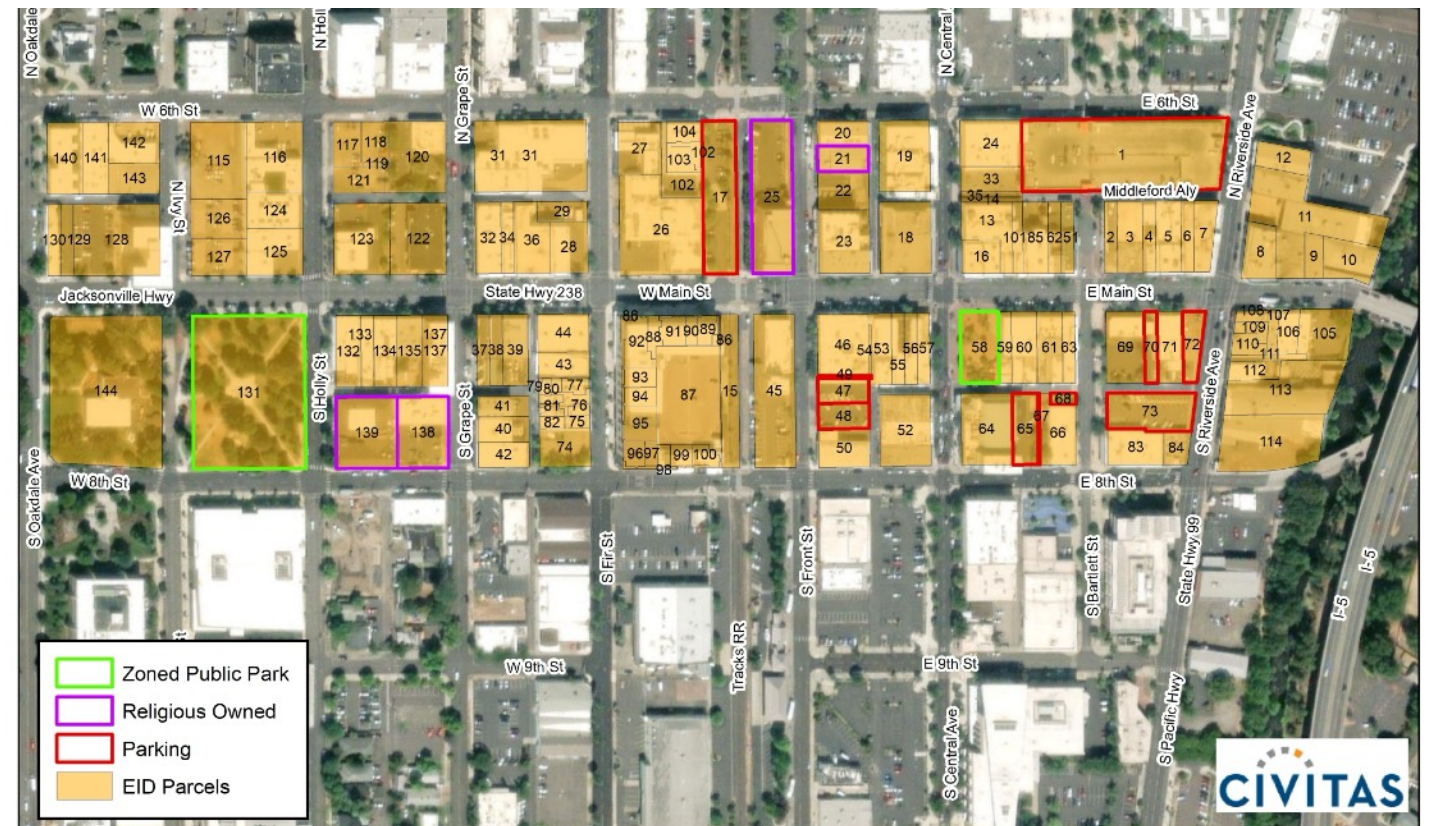 N Oakdale
N Holl
N Grape St
N Central
W 6th St
E 6th St
N Riverside Ave
140 141 142
143
115 116
117 118
119 120
121
31 31
27 104
103 102
102
17
25
20
21
22
19
24
33
35 14
1
Middleford Aly
12
11
N Ivy St
130 129 128
126 124
127 125
123 122
32 34 36 29
28
26
23 18
13
16
101 85 62 51
2 3 4 5 6 7
8 9 10
Jacksonville Hwy
State Hwy 238
W Main St
E Main St
144
131
S Holly St
133
132 134 135 137
137
139 138
S Grape St
37 38 39
44
43
79 80 77
41 81 76
40 82 75
42 74
86
92 88 91 90 89
86
93
94
95
87
96 97 98 99 100
15
45
46 54 53 56 57
55
49
47
48
50
52
58 59 60 61 63
64 65 67 68
66
69 70 71 72
73
83 84
S Riverside Ave
108 107
109 106 105
110
111
112
113
114
S Oakdale Ave
W 8th St
E 8th St
S Fir St
S Front St
S Bartlett St
State Hwy 99
I-5
I-5
W 9th St
Tracks RR
E 9th St
S Central Ave
S Pacific Hwy
Zoned Public Park
Religious Owned
Parking
EID Parcels
CIVITAS